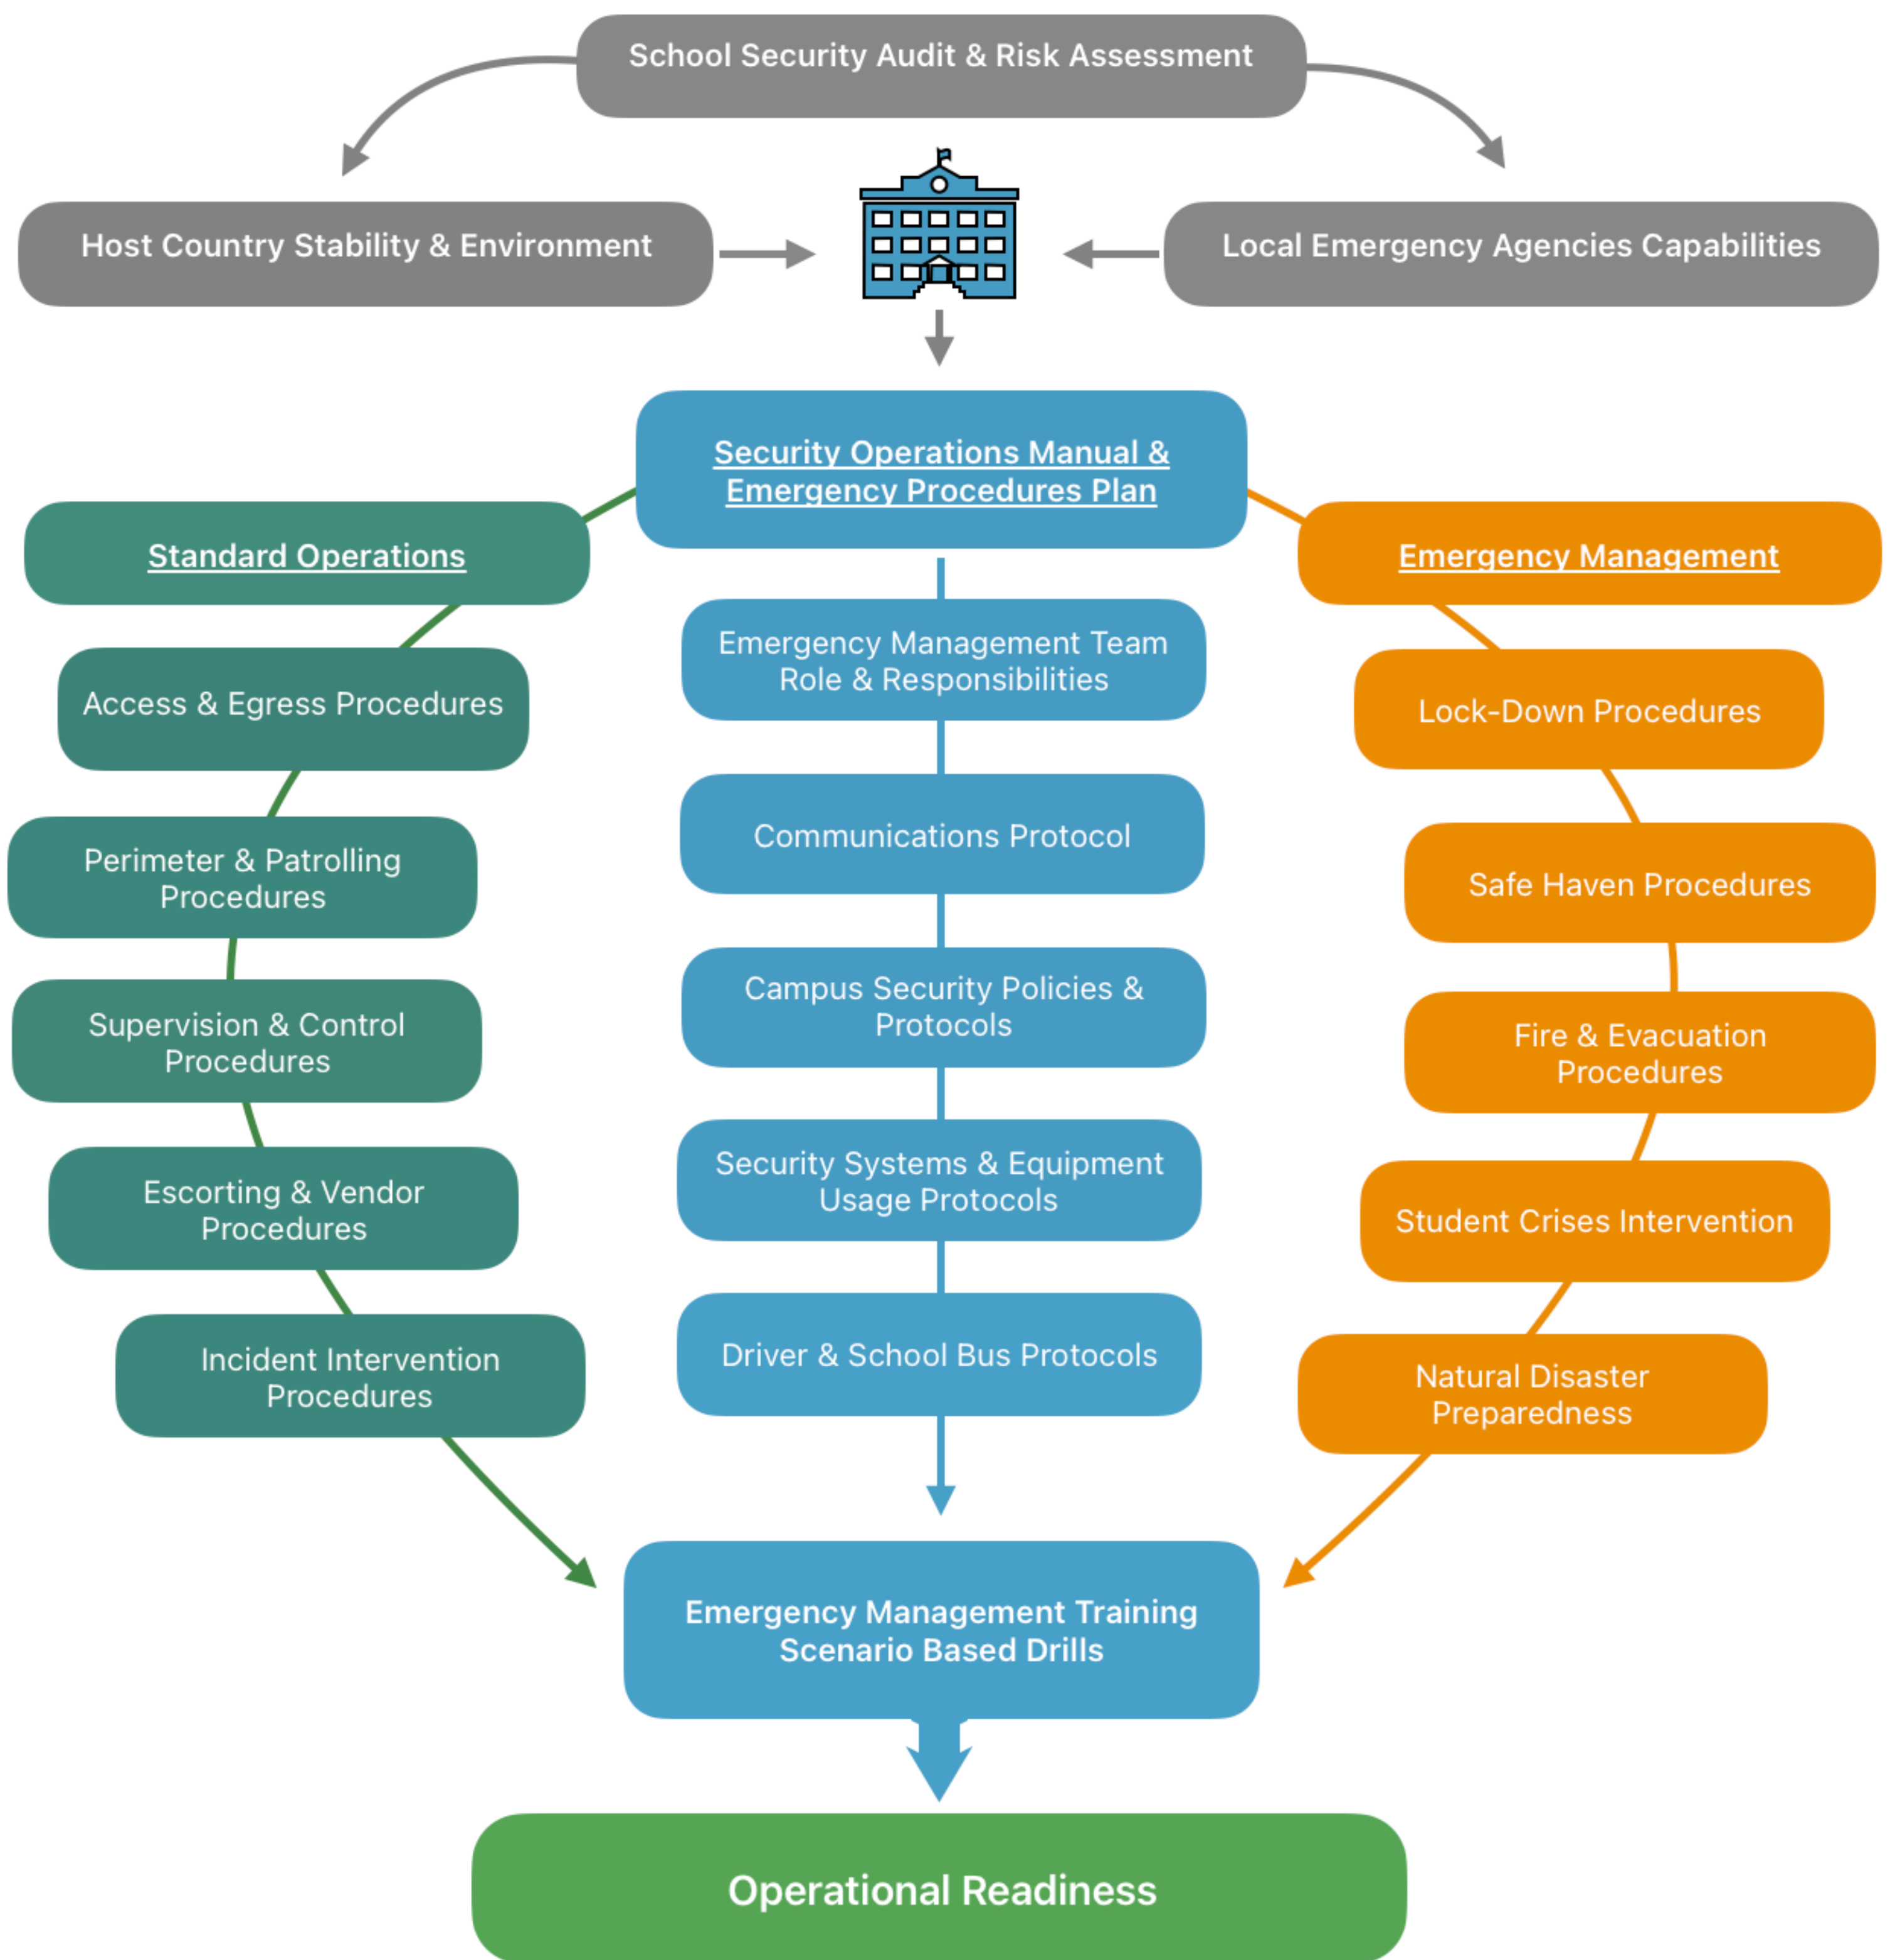 School Security Audit & Risk Assessment
Host Country Stability & Environment
Local Emergency Agencies Capabilities
Security Operations Manual &
Emergency Procedures Plan
Standard Operations
Access & Egress Procedures
Perimeter & Patrolling
Procedures
Supervision & Control
Procedures
Escorting & Vendor
Procedures
Incident Intervention
Procedures
Emergency Management Team
Role & Responsibilities
Communications Protocol
Campus Security Policies &
Protocols
Security Systems & Equipment
Usage Protocols
Driver & School Bus Protocols
Emergency Management
Lock-Down Procedures
Safe Haven Procedures
Fire & Evacuation
Procedures
Student Crises Intervention
Natural Disaster
Preparedness
Emergency Management Training
Scenario Based Drills
Operational Readiness